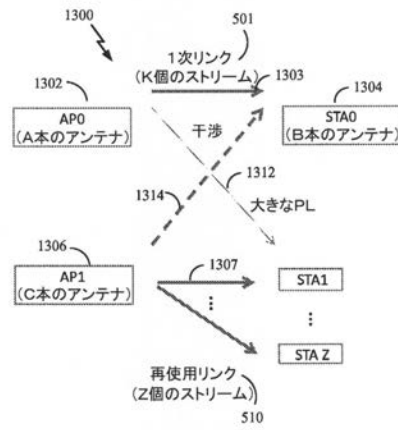 1300
501
1次リンク
(K個のストリーム)
1303
1302
1304
AP0
(A本のアンテナ)
STA0
(B本のアンテナ)
干渉
1312
1314
大きなPL
1306
1307
AP1
(C本のアンテナ)
STA1
⋮
⋮
STA Z
再使用リンク
(Z個のストリーム)
510